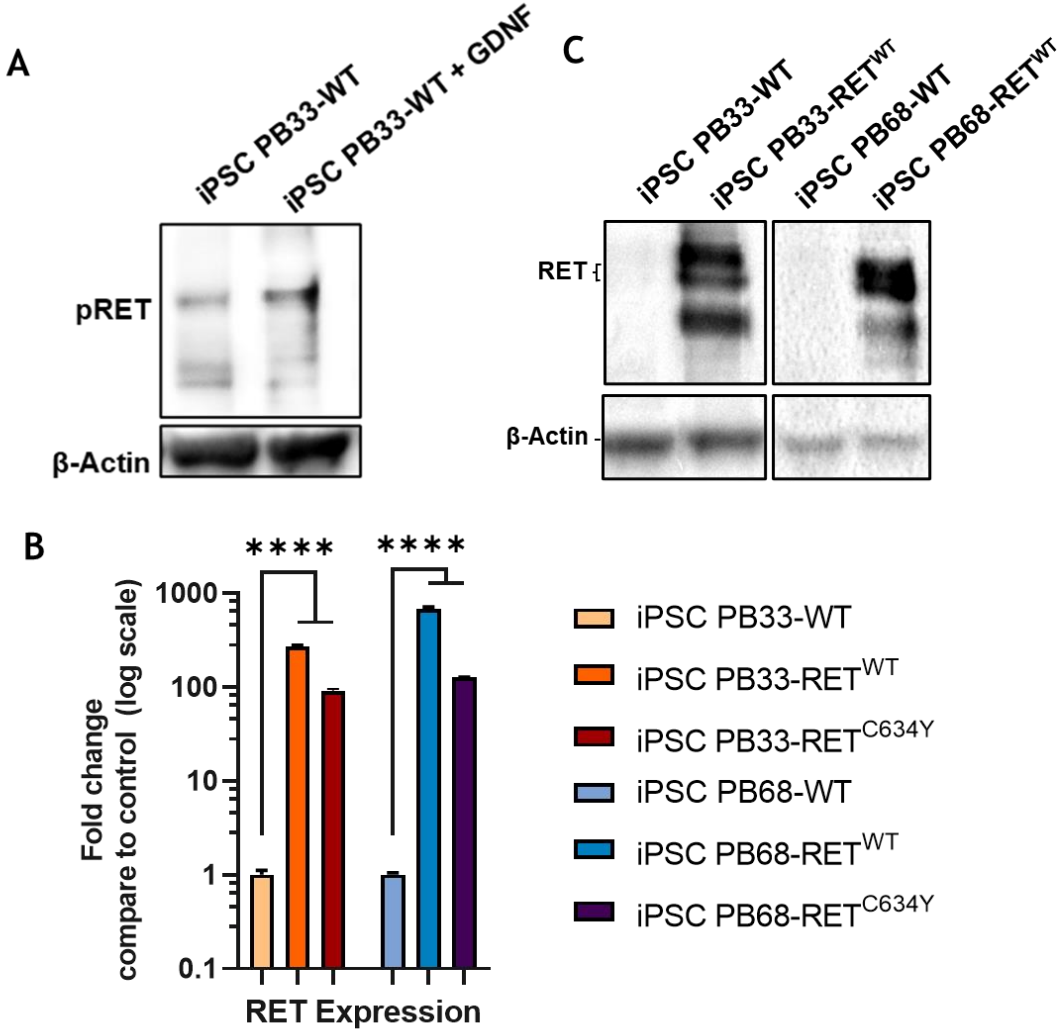 A
iPSC PB33-WT
iPSC PB33-WT + GDNF
pRET
β-Actin
C
iPSC PB33-WT
iPSC PB33-RETWT
iPSC PB68-WT
iPSC PB68-RETWT
RET
β-Actin
B
****
****
Fold change
compare to control (log scale)
1000
100
10
1
0.1
RET Expression
iPSC PB33-WT
iPSC PB33-RETWT
iPSC PB33-RETC634Y
iPSC PB68-WT
iPSC PB68-RETWT
iPSC PB68-RETC634Y